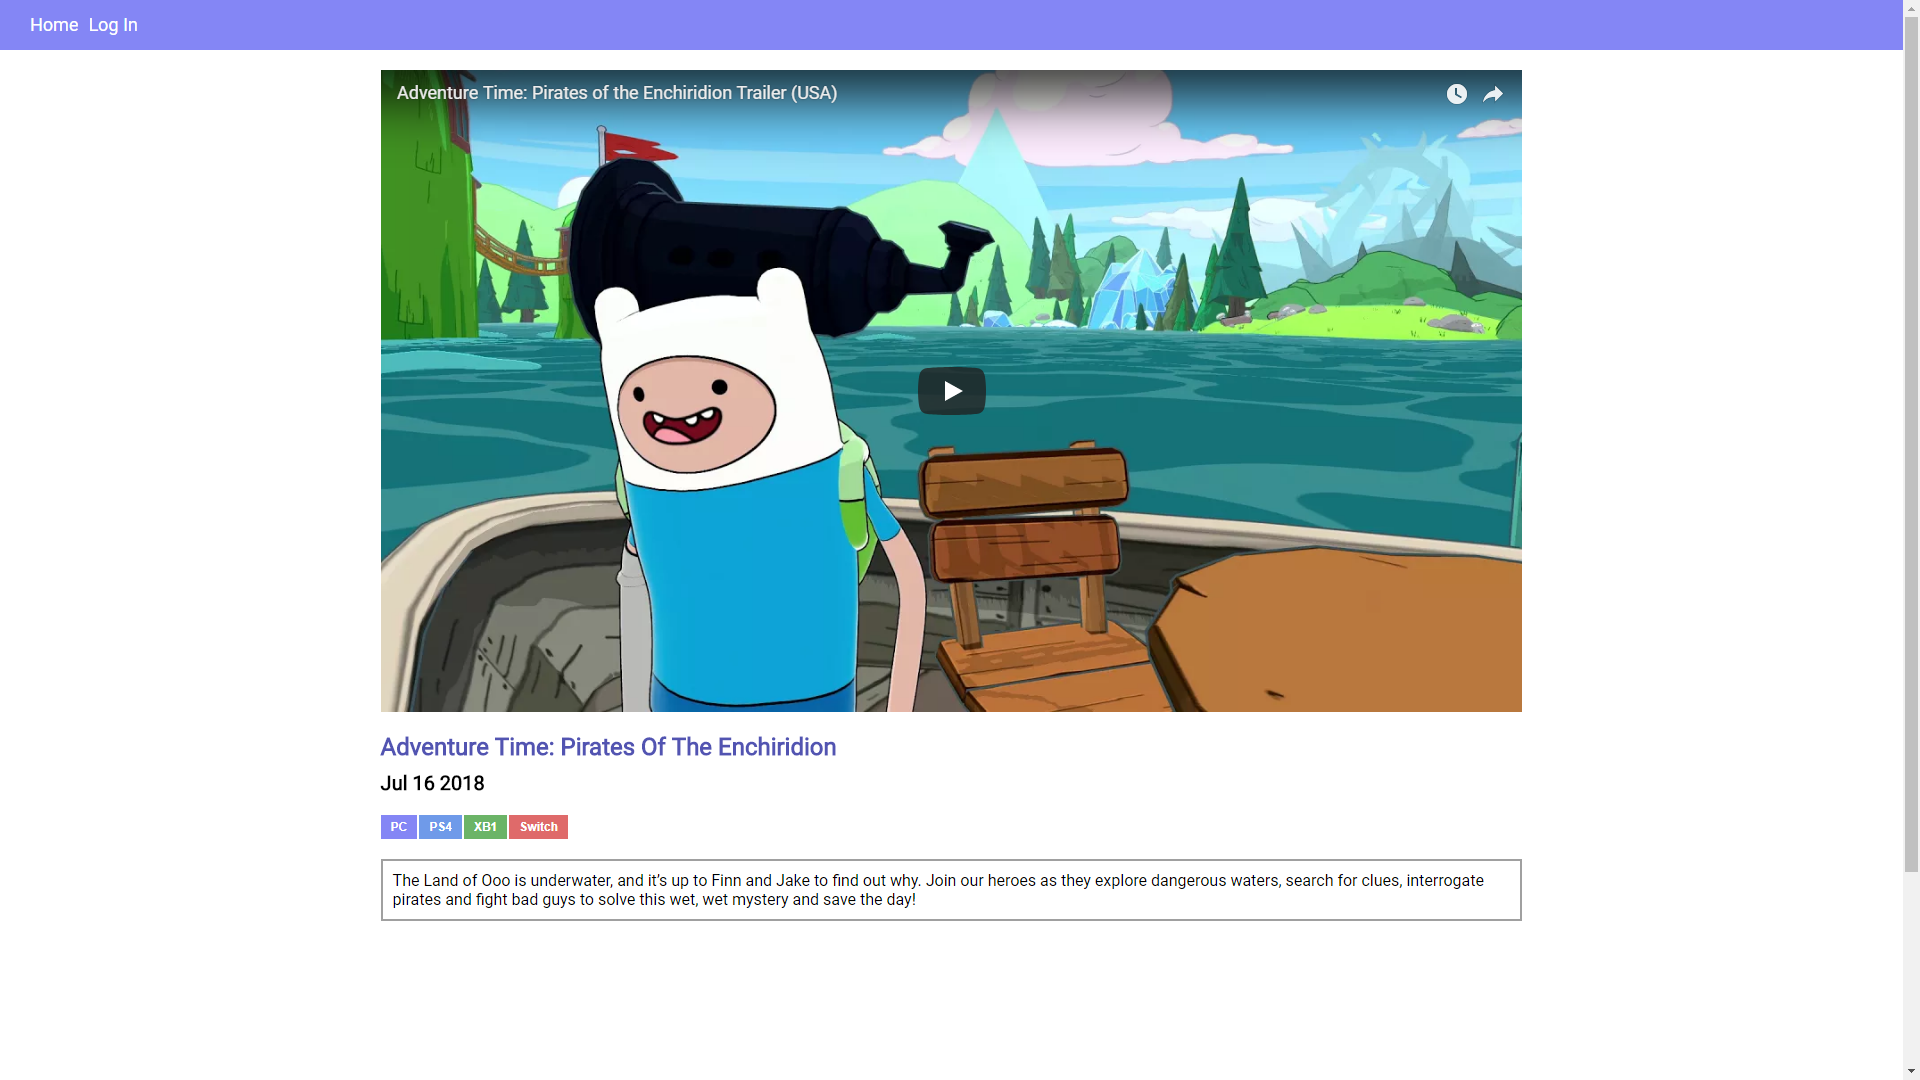 Home Log In
Adventure Time: Pirates of the Enchiridion Trailer (USA)
Adventure Time: Pirates Of The Enchiridion
Jul 16 2018
PC PS4 XB1 Switch
The Land of Ooo is underwater, and it’s up to Finn and Jake to find out why. Join our heroes as they explore dangerous waters, search for clues, interrogate
pirates and fight bad guys to solve this wet, wet mystery and save the day!